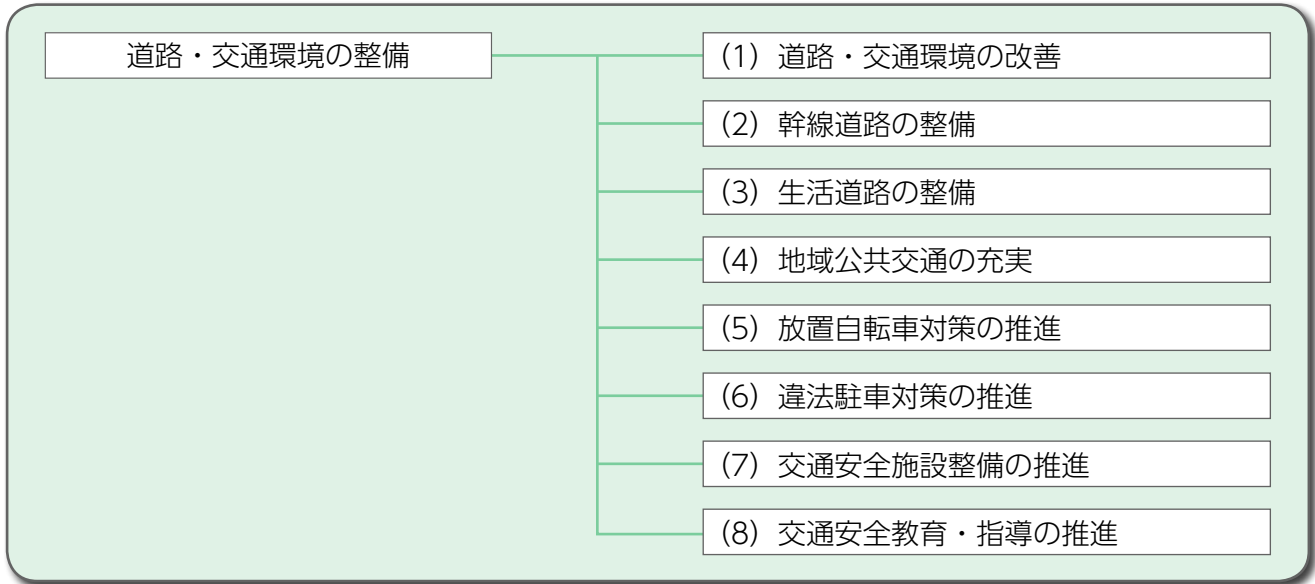 道路・交通環境の整備
(1) 道路・交通環境の改善
(2) 幹線道路の整備
(3) 生活道路の整備
(4) 地域公共交通の充実
(5) 放置自転車対策の推進
(6) 違法駐車対策の推進
(7) 交通安全施設整備の推進
(8) 交通安全教育・指導の推進